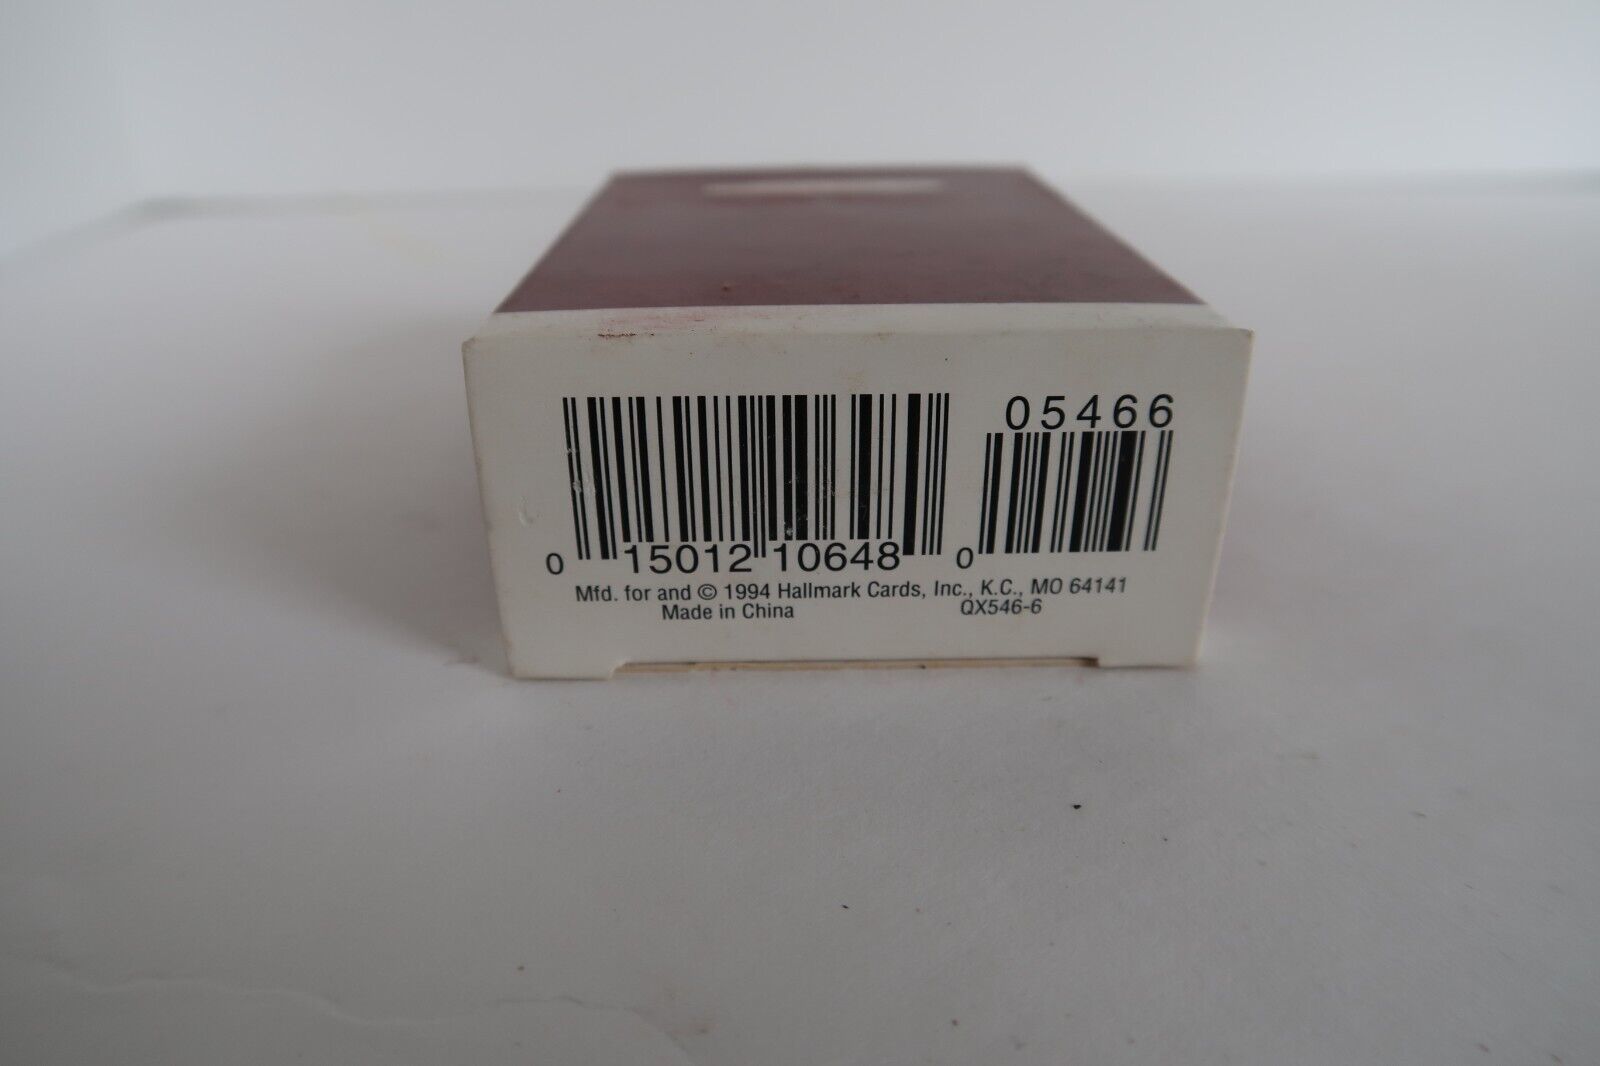 05466
0 15012 10648 0
Mfd. for and © 1994 Hallmark Cards, Inc., K.C., MO 64141
Made in China QX546-6